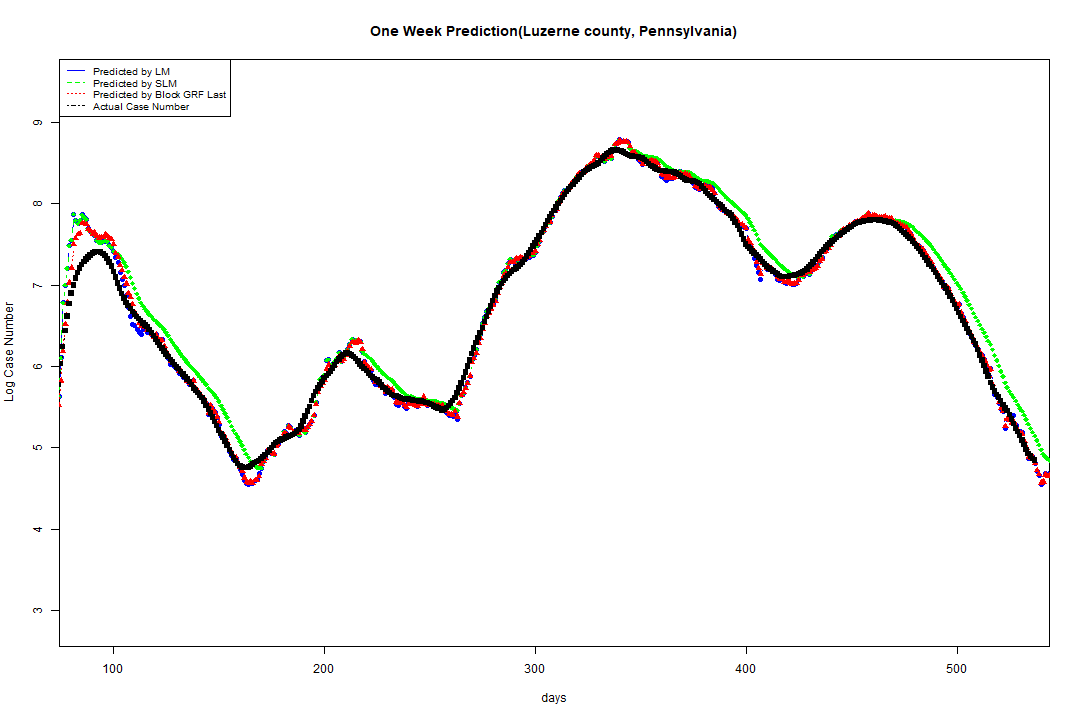 One Week Prediction(Luzerne county, Pennsylvania)
Predicted by LM
Predicted by SLM
Predicted by Block GRF Last
Actual Case Number
Log Case Number
9
8
7
6
5
4
3
100 200 300 400 500
days